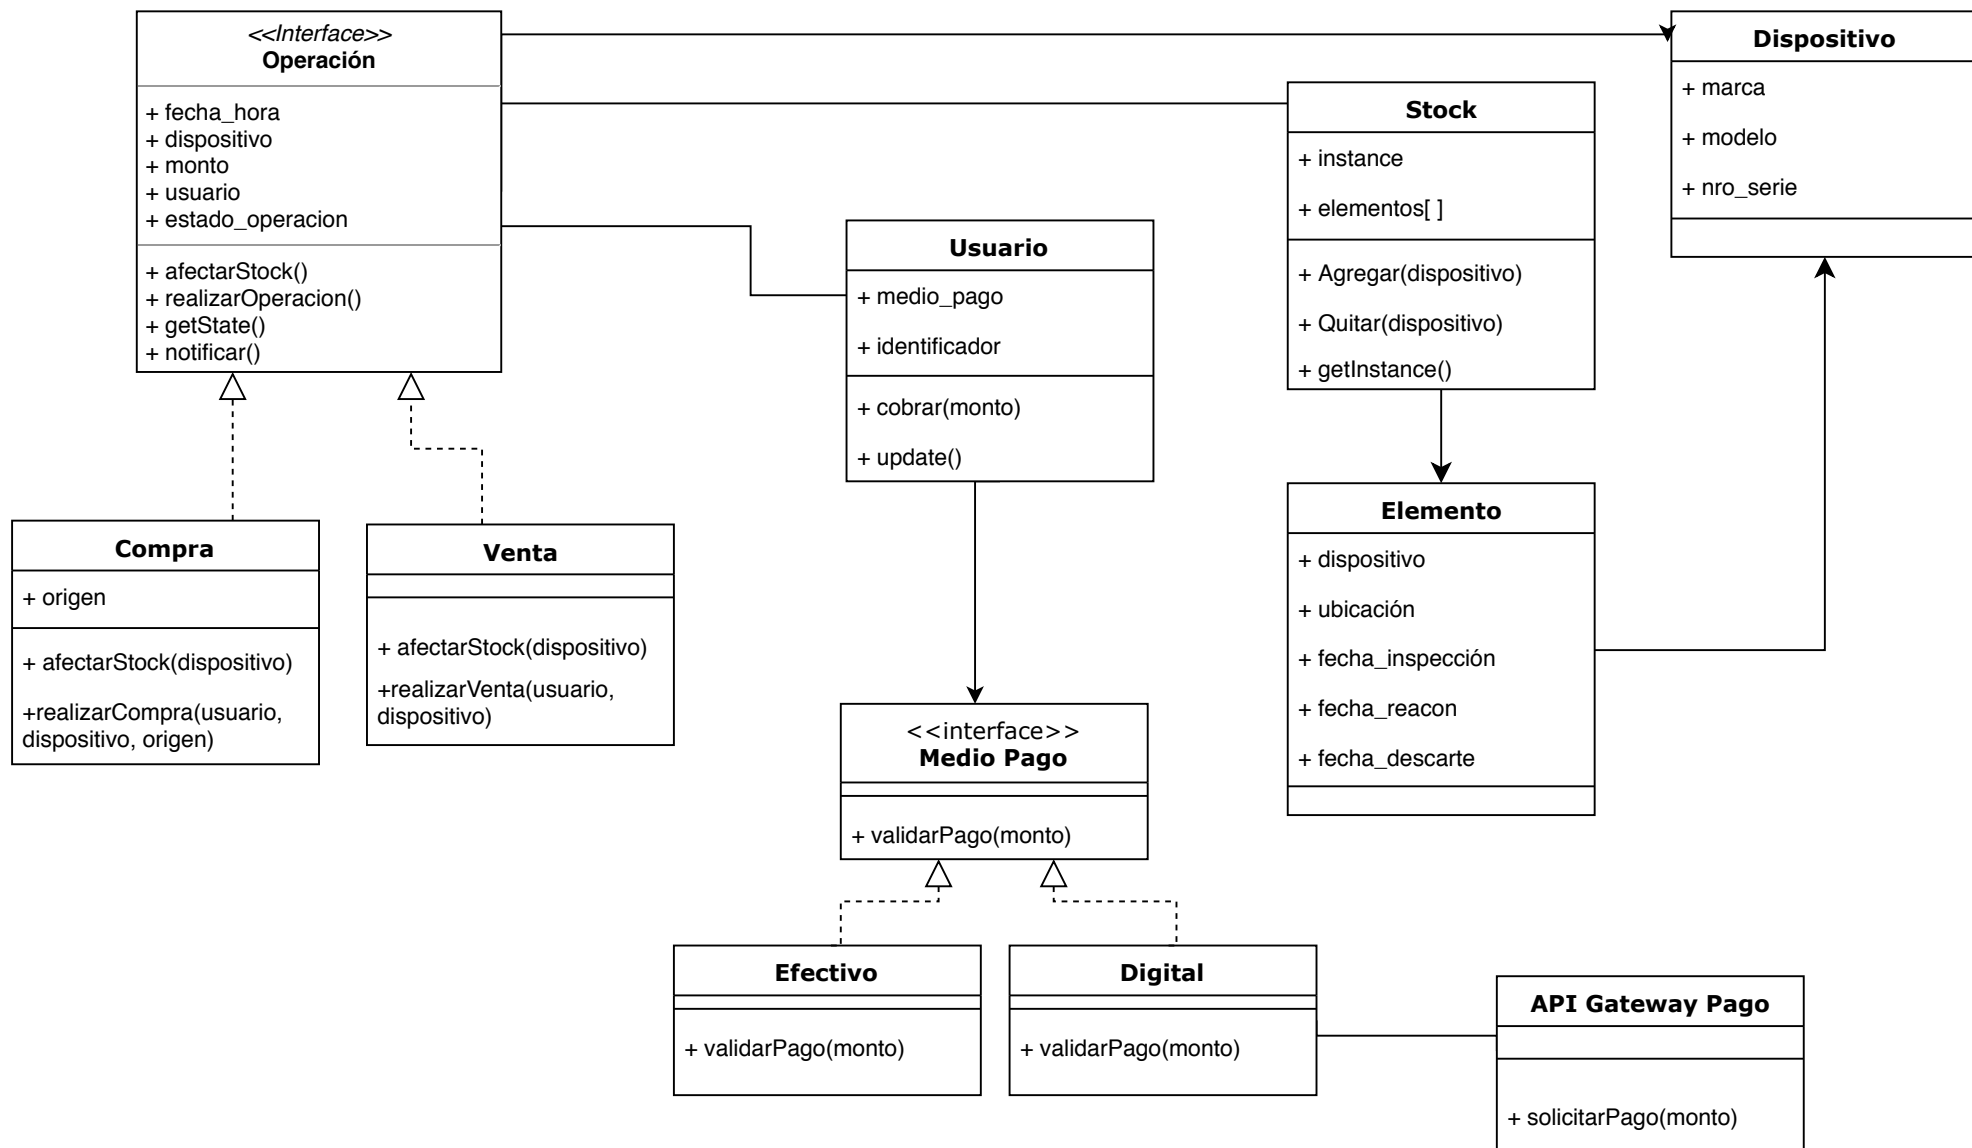 <<Interface>>
Operación
+ fecha_hora
+ dispositivo
+ monto
+ usuario
+ estado_operacion
+ afectarStock()
+ realizarOperacion()
+ getState()
+ notificar()
Dispositivo
+ marca
+ modelo
+ nro_serie
Stock
+ instance
+ elementos[ ]
+ Agregar(dispositivo)
+ Quitar(dispositivo)
+ getInstance()
Usuario
+ medio_pago
+ identificador
+ cobrar(monto)
+ update()
Compra
+ origen
+ afectarStock(dispositivo)
+realizarCompra(usuario,
dispositivo, origen)
Venta
+ afectarStock(dispositivo)
+realizarVenta(usuario,
dispositivo)
Elemento
+ dispositivo
+ ubicación
+ fecha_inspección
+ fecha_reacon
+ fecha_descarte
<<interface>>
Medio Pago
+ validarPago(monto)
Efectivo
+ validarPago(monto)
Digital
+ validarPago(monto)
API Gateway Pago
+ solicitarPago(monto)